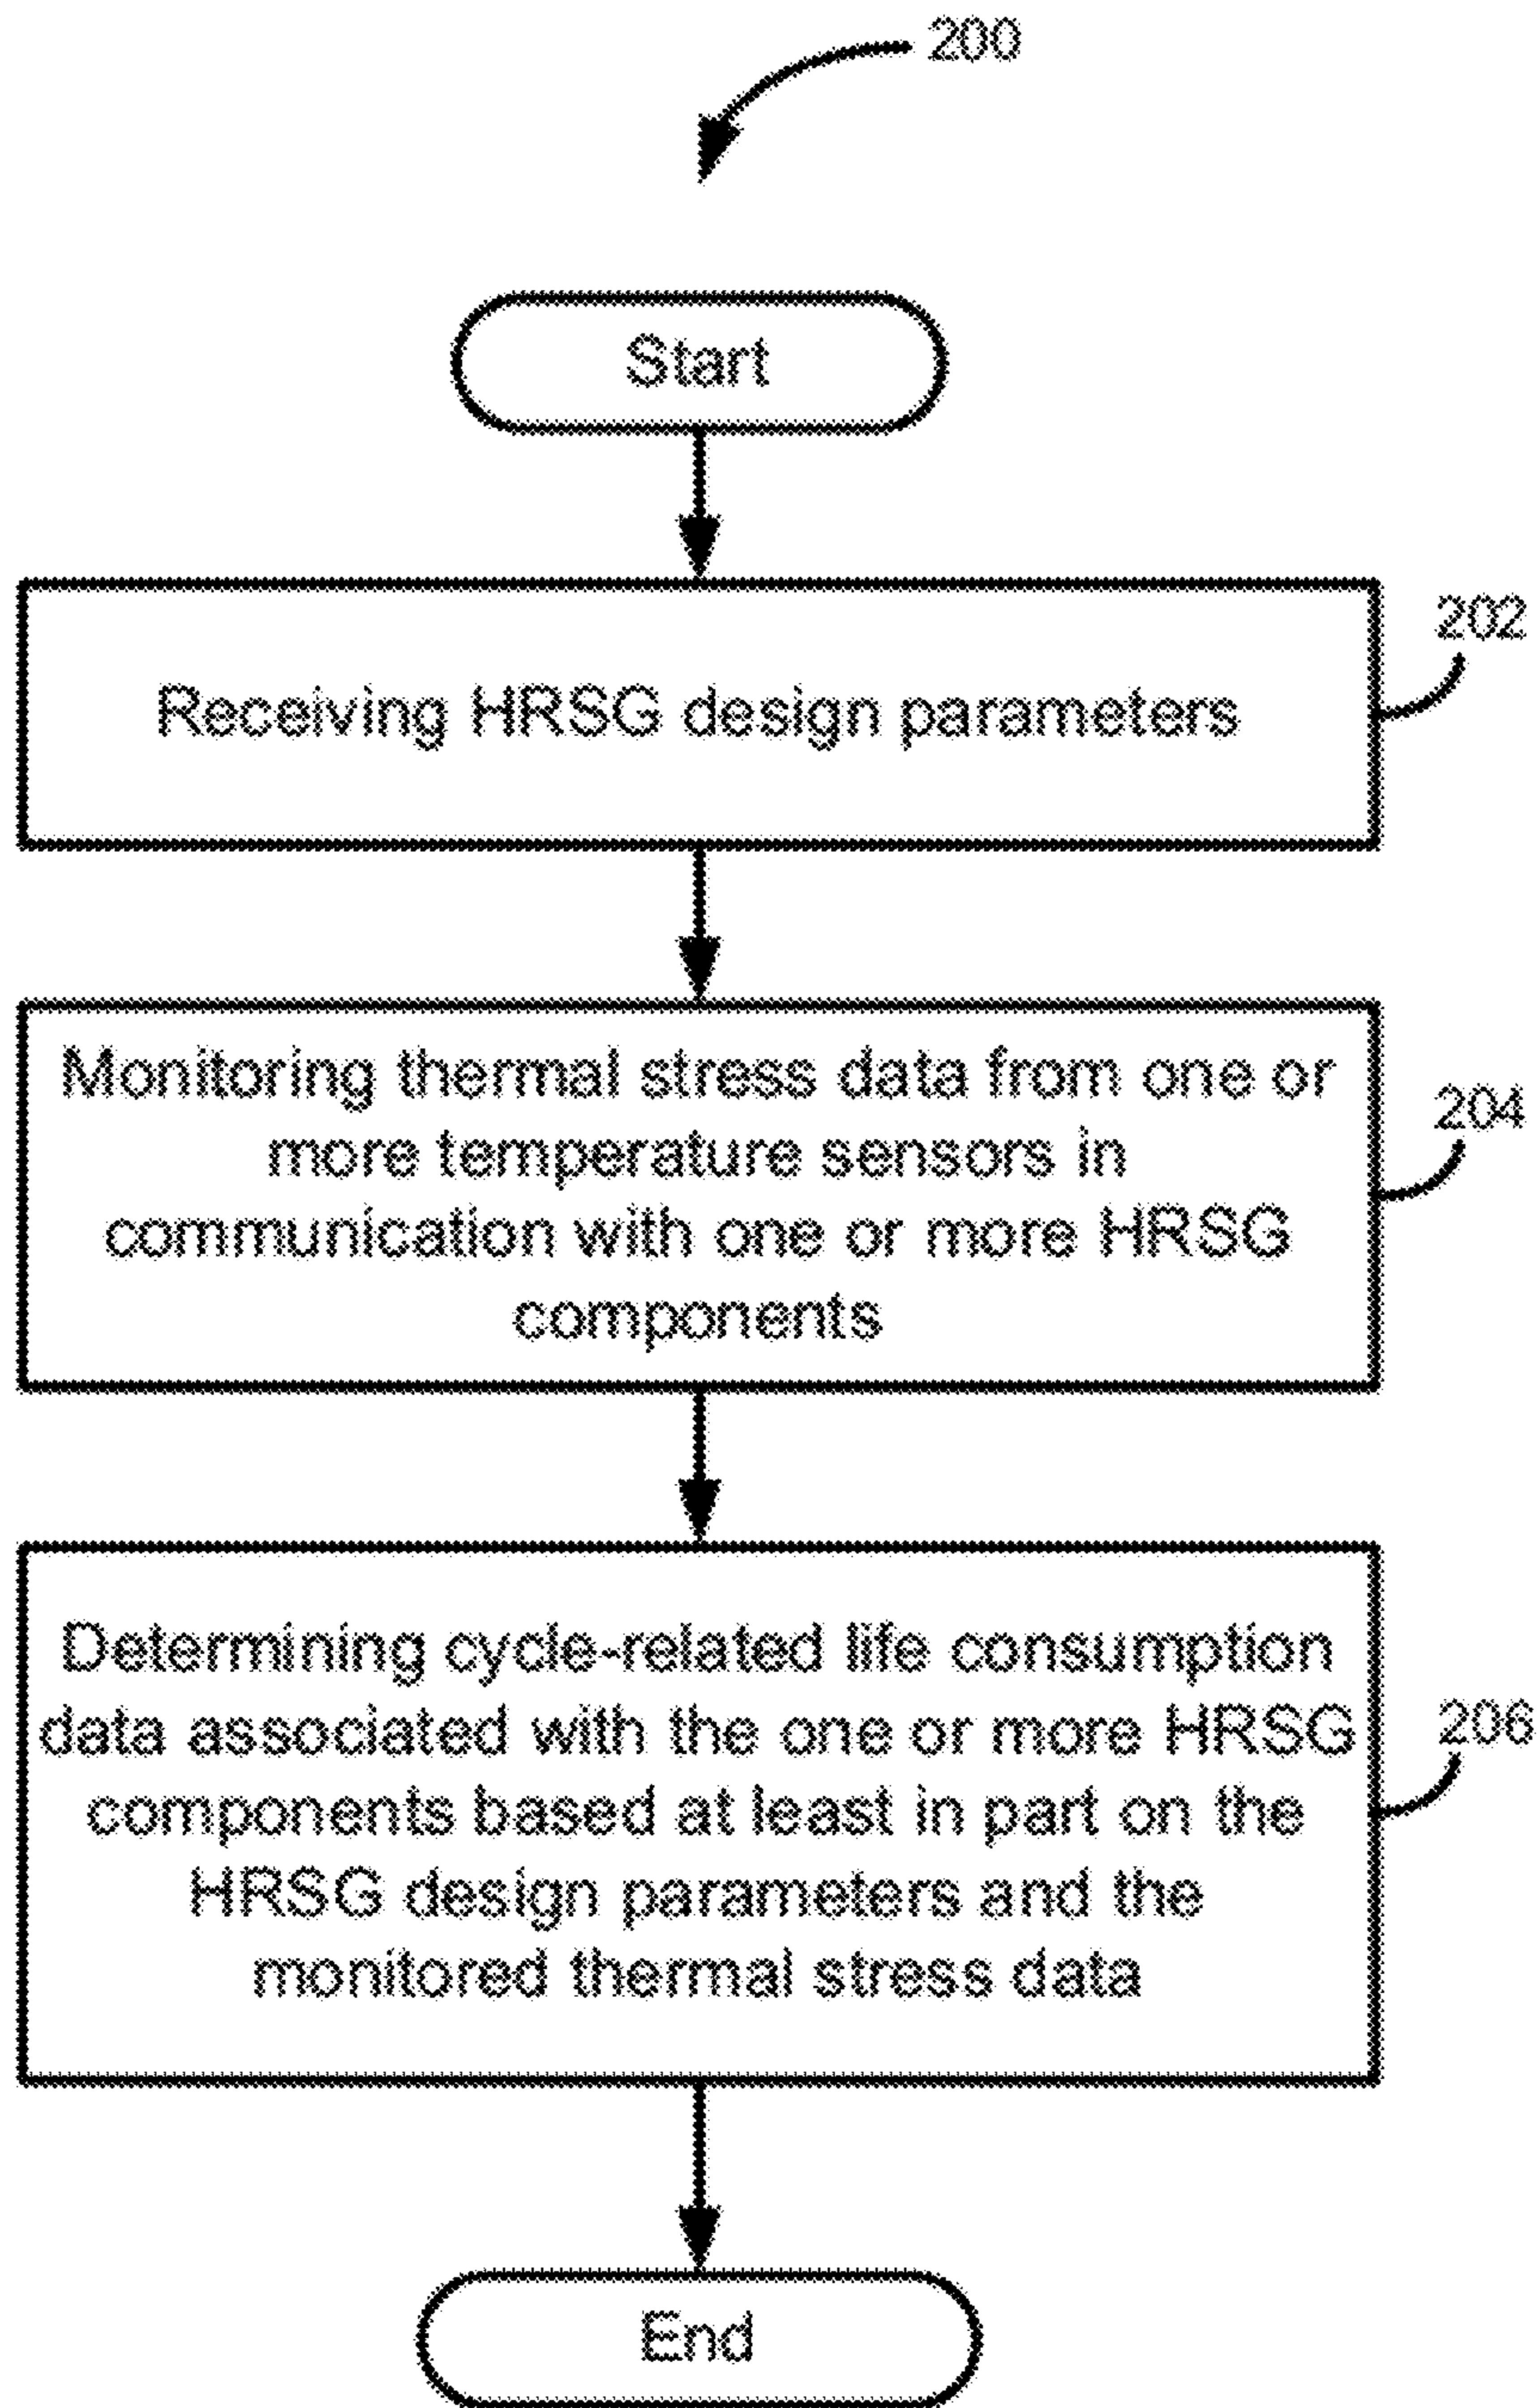 200
Start
202
Receiving HRSG design parameters
Monitoring thermal stress data from one or
204
more temperature sensors in
communication with one or more HRSG
components
Determining cycle-related life consumption
206
data associated with the one or more HRSG
components based at least in part on the
HRSG design parameters and the
monitored thermal stress data
End